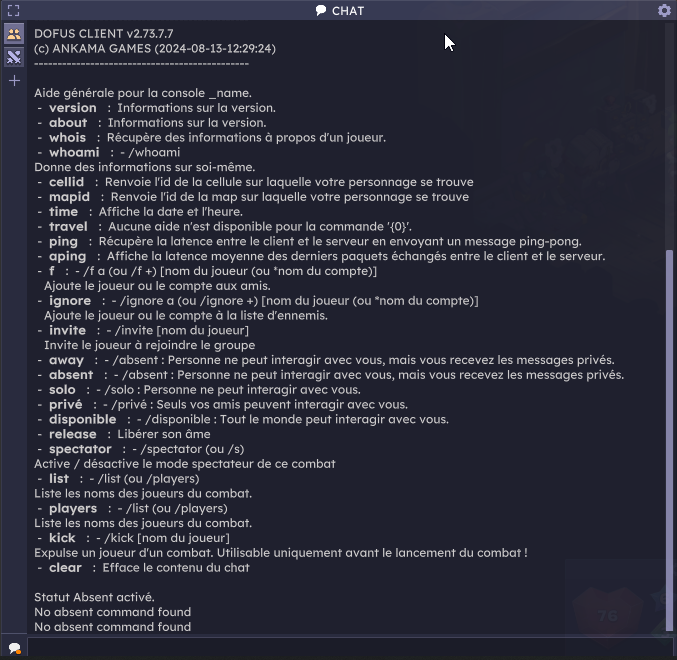 CHAT
DOFUS CLIENT v2.73.7.7
(c) ANKAMA GAMES (2024-08-13-12:29:24)
----------------------------------------------
Aide générale pour la console _name.
- version : Informations sur la version.
- about : Informations sur la version.
- whois : Récupère des informations à propos d'un joueur.
- whoami : - /whoami
Donne des informations sur soi-même.
- cellid : Renvoie l'id de la cellule sur laquelle votre personnage se trouve
- mapid : Renvoie l'id de la map sur laquelle votre personnage se trouve
- time : Affiche la date et l'heure.
- travel : Aucune aide n'est disponible pour la commande '{0}'.
- ping : Récupère la latence entre le client et le serveur en envoyant un message ping-pong.
- aping : Affiche la latence moyenne des derniers paquets échangés entre le client et le serveur.
- f : - /f a (ou /f +) [nom du joueur (ou *nom du compte)]
Ajoute le joueur ou le compte aux amis.
- ignore : - /ignore a (ou /ignore +) [nom du joueur (ou *nom du compte)]
Ajoute le joueur ou le compte à la liste d'ennemis.
- invite : - /invite [nom du joueur]
Invite le joueur à rejoindre le groupe
- away : - /absent : Personne ne peut interagir avec vous, mais vous recevez les messages privés.
- absent : - /absent : Personne ne peut interagir avec vous, mais vous recevez les messages privés.
- solo : - /solo : Personne ne peut interagir avec vous.
- privé : - /privé : Seuls vos amis peuvent interagir avec vous.
- disponible : - /disponible : Tout le monde peut interagir avec vous.
- release : Libérer son âme
- spectator : - /spectator (ou /s)
Active / désactive le mode spectateur de ce combat
- list : - /list (ou /players)
Liste les noms des joueurs du combat.
- players : - /list (ou /players)
Liste les noms des joueurs du combat.
- kick : - /kick [nom du joueur]
Expulse un joueur d'un combat. Utilisable uniquement avant le lancement du combat !
- clear : Efface le contenu du chat
Statut Absent activé.
76
No absent command found
No absent command found